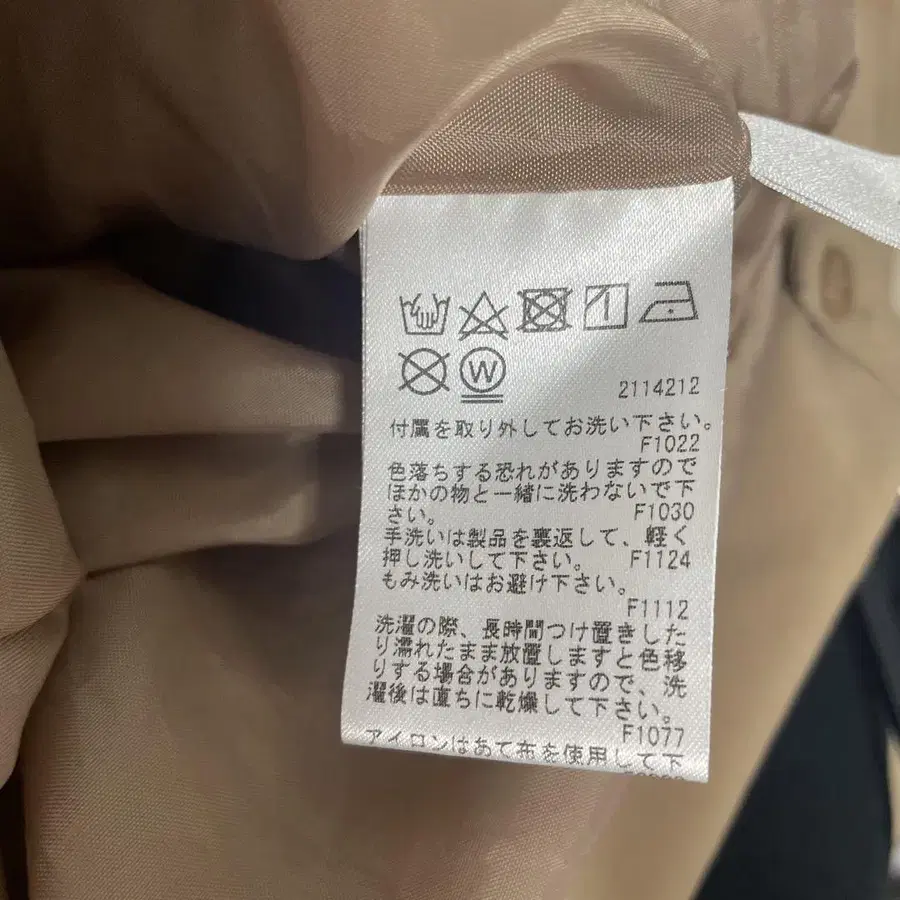 W
2114212
付属を取り外してお洗い下さい。
F1022
色落ちする恐れがありますので
ほかの物と一緒に洗わないで下
さい。 F1030
手洗いは製品を裏返して、軽く
押し洗いして下さい。 F1124
もみ洗いはお避け下さい。
F1112
洗濯の際、長時間つけ置きした
り濡れたまま放置しますと色移
りする場合がありますので、洗
濯後は直ちに乾燥して下さい。
F1077
アイロンはあて布を使用して下